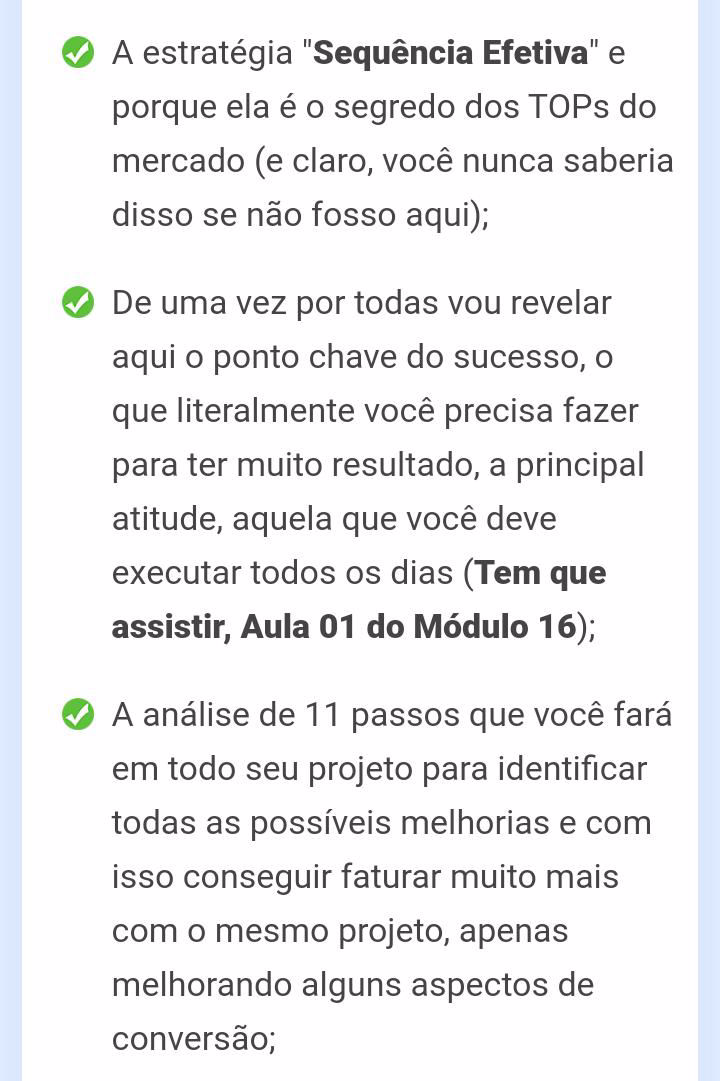 A estratégia "Sequência Efetiva" e
porque ela é o segredo dos TOPs do
mercado (e claro, você nunca saberia
disso se não fosso aqui);
De uma vez por todas vou revelar
aqui o ponto chave do sucesso, o
que literalmente você precisa fazer
para ter muito resultado, a principal
atitude, aquela que você deve
executar todos os dias (Tem que
assistir, Aula 01 do Módulo 16);
A análise de 11 passos que você fará
em todo seu projeto para identificar
todas as possíveis melhorias e com
isso conseguir faturar muito mais
com o mesmo projeto, apenas
melhorando alguns aspectos de
conversão;